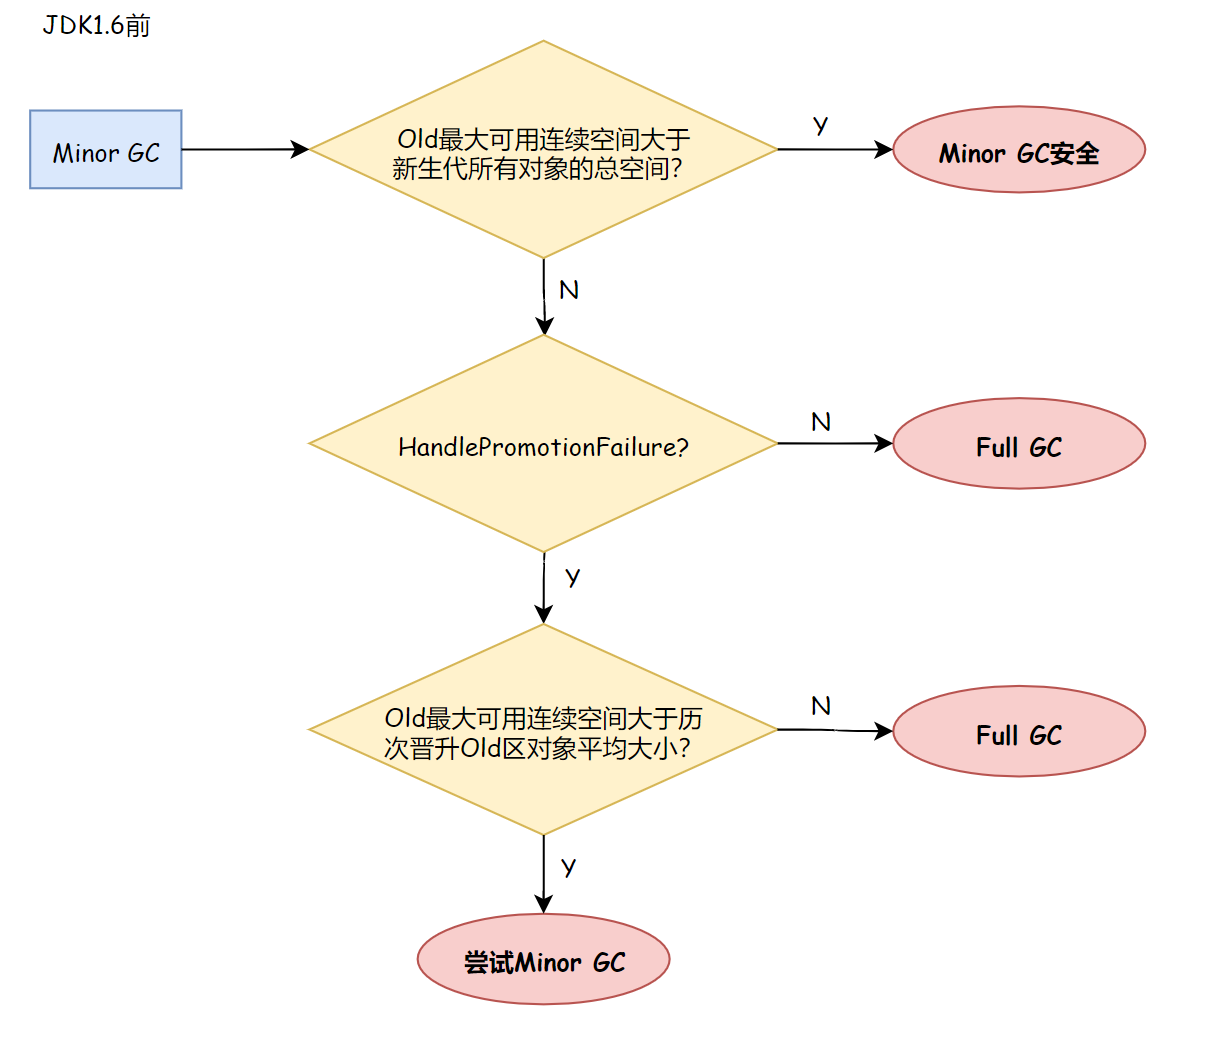 JDK1.6前
Minor GC
Old最大可用连续空间大于
新生代所有对象的总空间?
Y
Minor GC安全
N
HandlePromotionFailure?
N
Full GC
Y
Old最大可用连续空间大于历
次晋升Old区对象平均大小?
N
Full GC
Y
尝试Minor GC